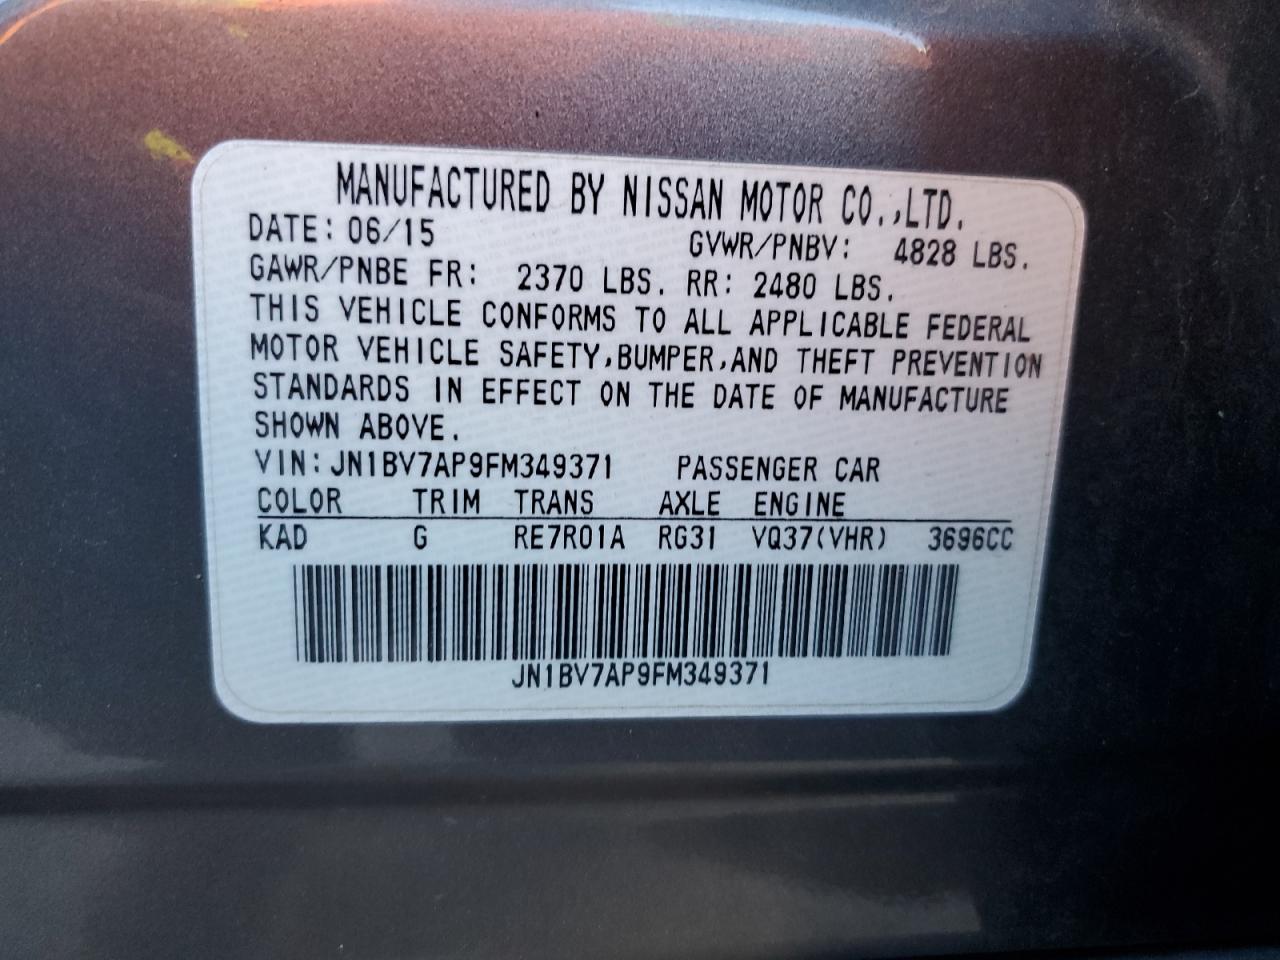 MANUFACTURED BY NISSAN MOTOR CO.,LTD.
DATE: 06/15 GVWR/PNBV: 4828 LBS.
GAWR/PNBE FR: 2370 LBS. RR: 2480 LBS.
THIS VEHICLE CONFORMS TO ALL APPLICABLE FEDERAL
MOTOR VEHICLE SAFETY,BUMPER,AND THEFT PREVENTION
STANDARDS IN EFFECT ON THE DATE OF MANUFACTURE
SHOWN ABOVE.
VIN: JN1BV7AP9FM349371 PASSENGER CAR
COLOR TRIM TRANS AXLE ENGINE
KAD G RE7R01A RG31 VQ37(VHR) 3696CC
JN1BV7AP9FM349371